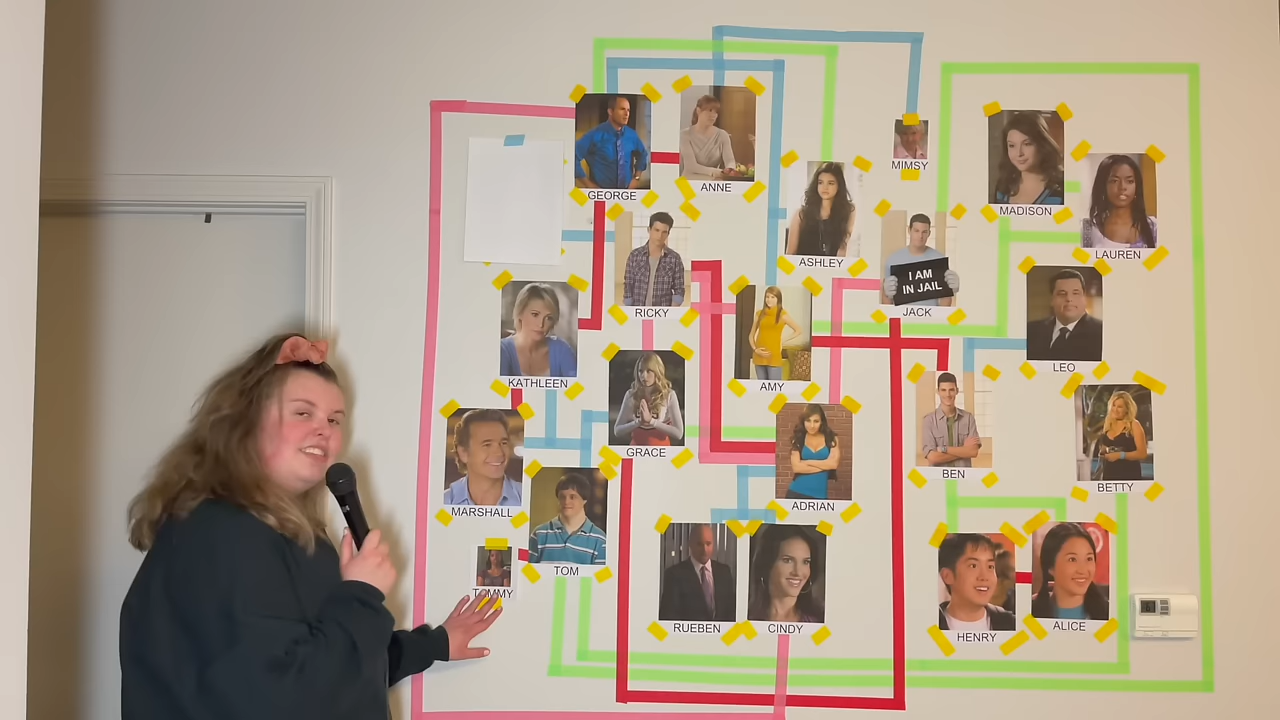 GEORGE
ANNE
MIMSY
MADISON
LAUREN
ASHLEY
RICKY
I AM
IN JAIL
JACK
LEO
KATHLEEN
AMY
GRACE
BEN
BETTY
MARSHALL
ADRIAN
TOM
TOMMY
RUEBEN
CINDY
HENRY
ALICE